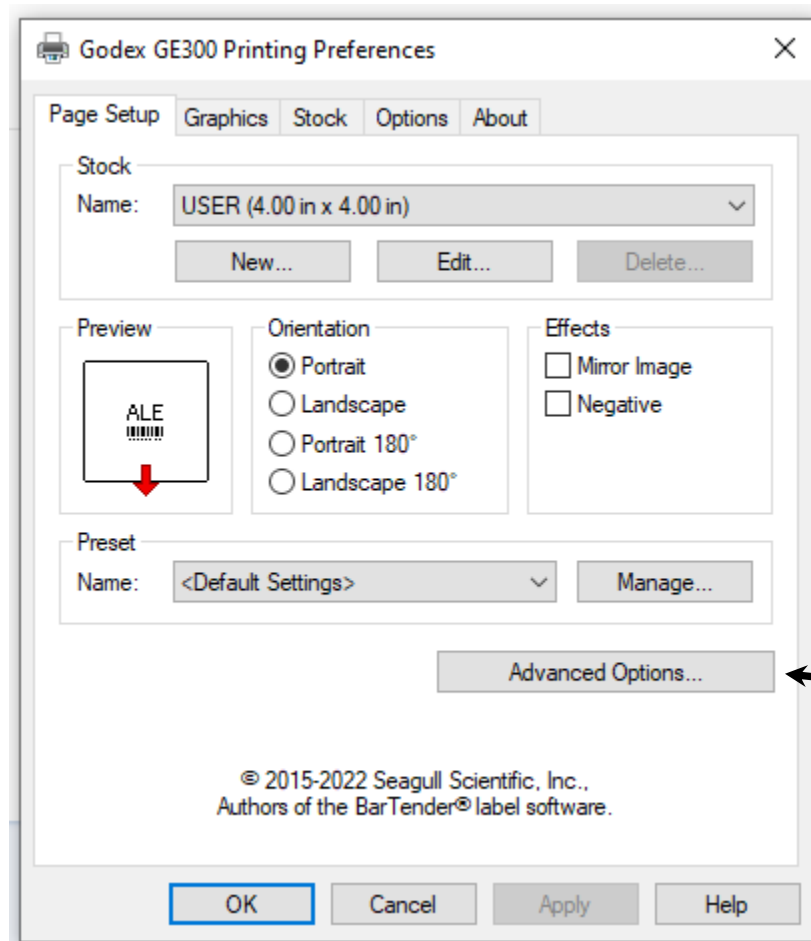 Godex GE300 Printing Preferences
Page Setup Graphics Stock Options About
Stock
Name: USER (4.00 in x 4.00 in)
New... Edit... Delete...
Preview
ALE
Orientation
Portrait
Landscape
Portrait 180°
Landscape 180°
Effects
Mirror Image
Negative
Preset
Name: <Default Settings> Manage...
Advanced Options...
© 2015-2022 Seagull Scientific, Inc.,
Authors of the BarTender® label software.
OK Cancel Apply Help